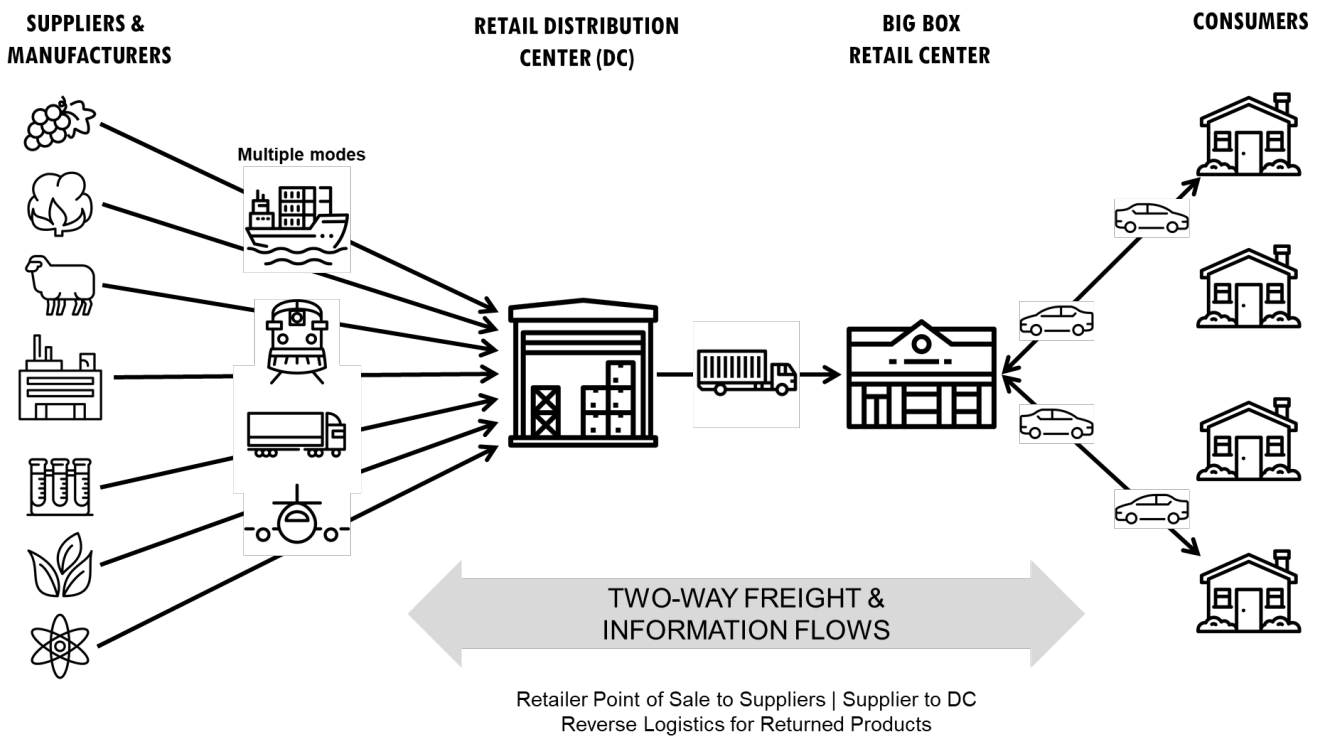 SUPPLIERS &
MANUFACTURERS
RETAIL DISTRIBUTION
CENTER (DC)
BIG BOX
RETAIL CENTER
CONSUMERS
Multiple modes
TWO-WAY FREIGHT &
INFORMATION FLOWS
Retailer Point of Sale to Suppliers | Supplier to DC
Reverse Logistics for Returned Products